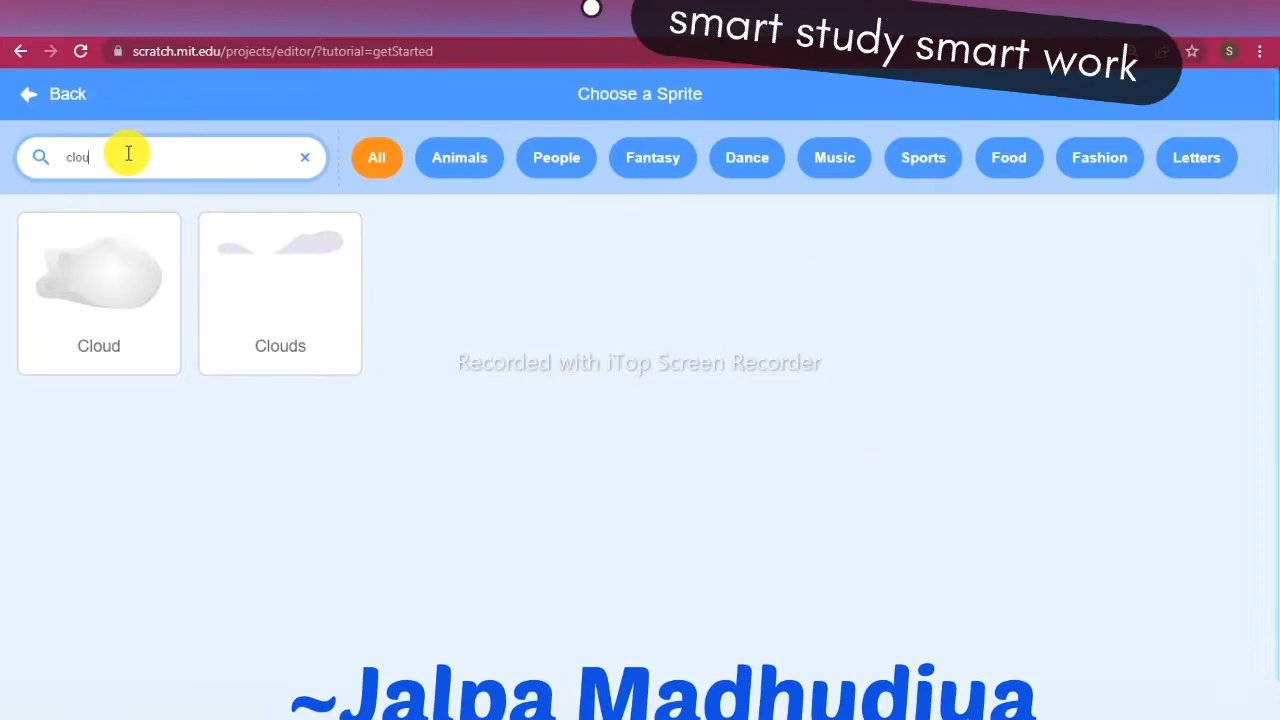 smart study smart work
scratch.mit.edu/projects/editor/?tutorial=getStarted
S
Back
Choose a Sprite
clou
All
Animals
People
Fantasy
Dance
Music
Sports
Food
Fashion
Letters
Cloud
Clouds
Recorded with iTop Screen Recorder
~Jalpa Madhudiya